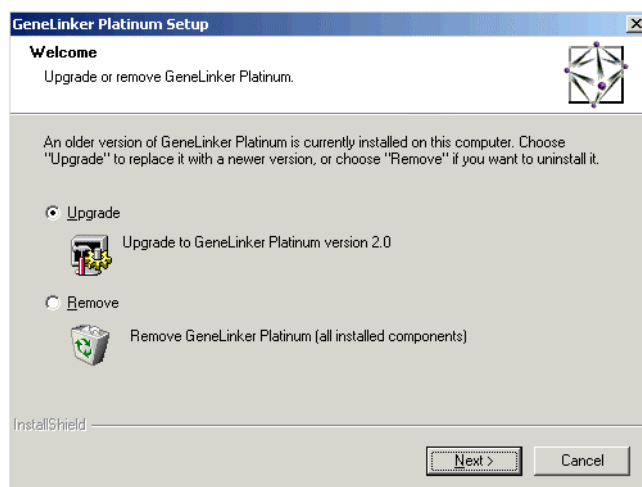 GeneLinker Platinum Setup
Welcome
Upgrade or remove GeneLinker Platinum.
An older version of GeneLinker Platinum is currently installed on this computer. Choose
"Upgrade" to replace it with a newer version, or choose "Remove" if you want to uninstall it.
Upgrade
Upgrade to GeneLinker Platinum version 2.0
Remove
Remove GeneLinker Platinum (all installed components)
InstallShield
Next >
Cancel